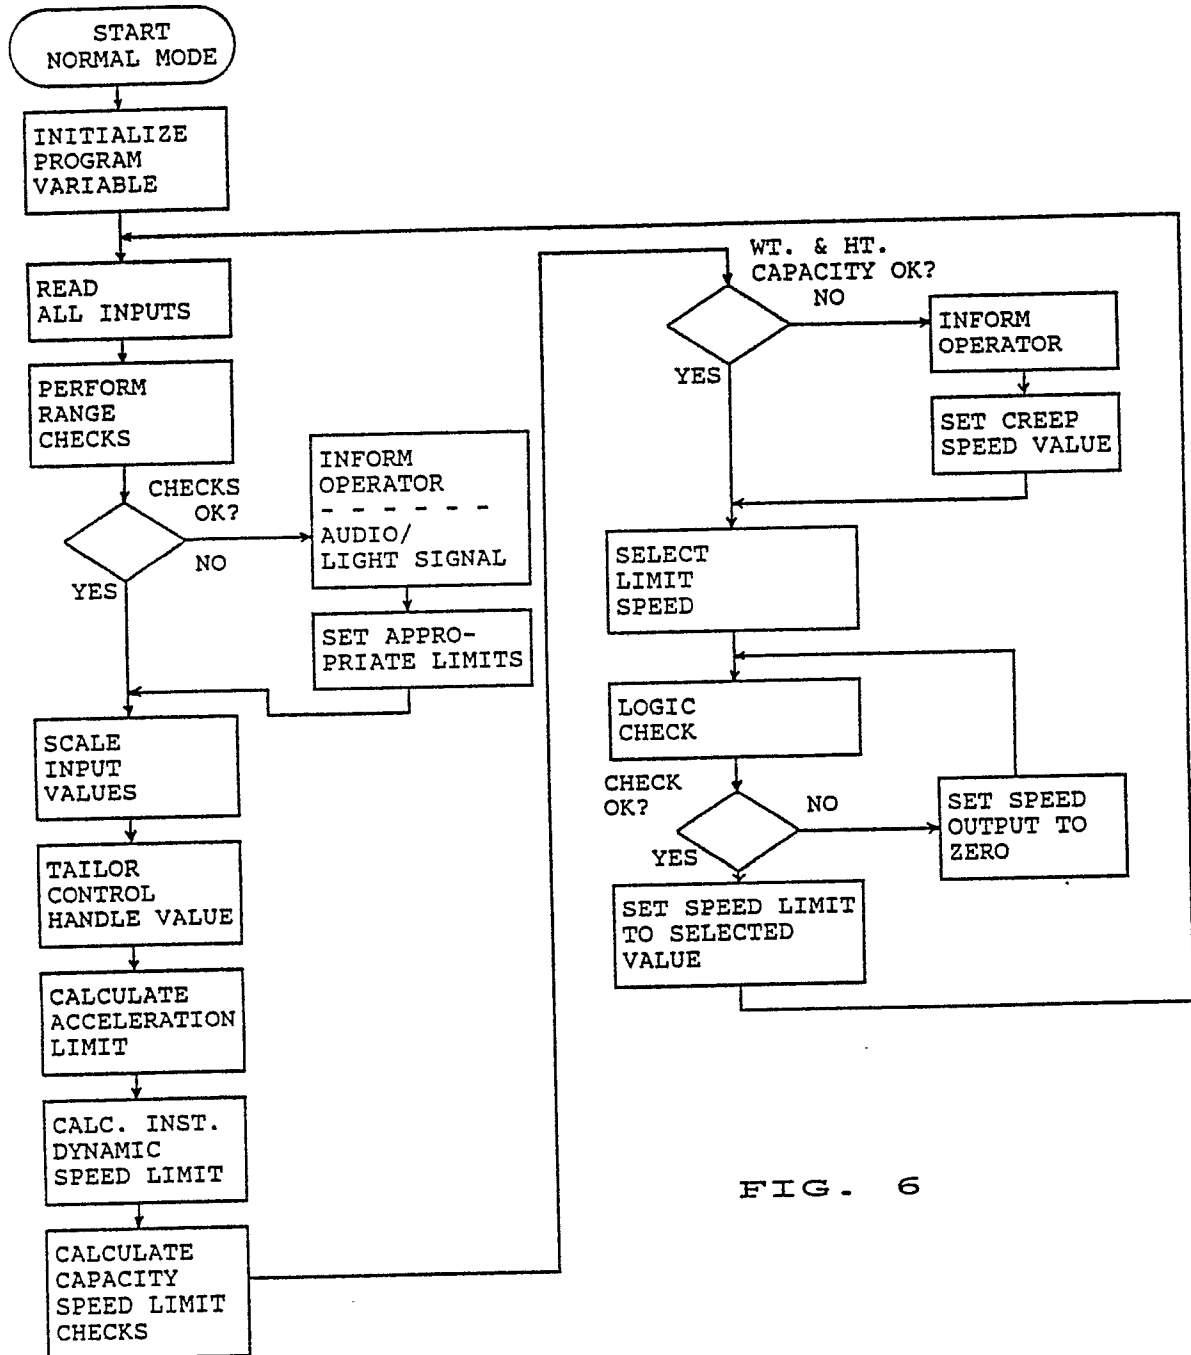 START
NORMAL MODE
INITIALIZE
PROGRAM
VARIABLE
READ
ALL INPUTS
PERFORM
RANGE
CHECKS
CHECKS
OK?
NO
YES
INFORM
OPERATOR
- - - - - -
AUDIO/
LIGHT SIGNAL
SET APPRO-
PRIATE LIMITS
SCALE
INPUT
VALUES
TAILOR
CONTROL
HANDLE VALUE
CALCULATE
ACCELERATION
LIMIT
CALC. INST.
DYNAMIC
SPEED LIMIT
CALCULATE
CAPACITY
SPEED LIMIT
CHECKS
WT. & HT.
CAPACITY OK?
NO
YES
INFORM
OPERATOR
SET CREEP
SPEED VALUE
SELECT
LIMIT
SPEED
LOGIC
CHECK
CHECK
OK?
NO
YES
SET SPEED
OUTPUT TO
ZERO
SET SPEED LIMIT
TO SELECTED
VALUE
FIG. 6